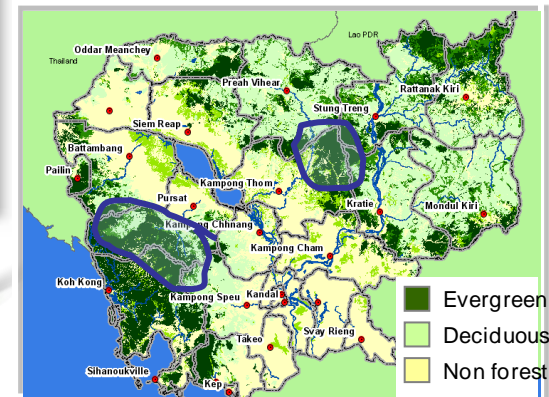 Lao PDR
Oddar Meanchey
Thailand
Preah Vihear
Rattanak Kiri
Stung Treng
Siem Reap
Battambang
Pailin
Kampong Thom
Pursat
Kratie
Mondul Kiri
Kampong Chhnang
Kampong Cham
Koh Kong
Kampong Speu
Kandal
Svay Rieng
Takeo
Sihanoukville
Kep
Evergreen
Deciduous
Non forest